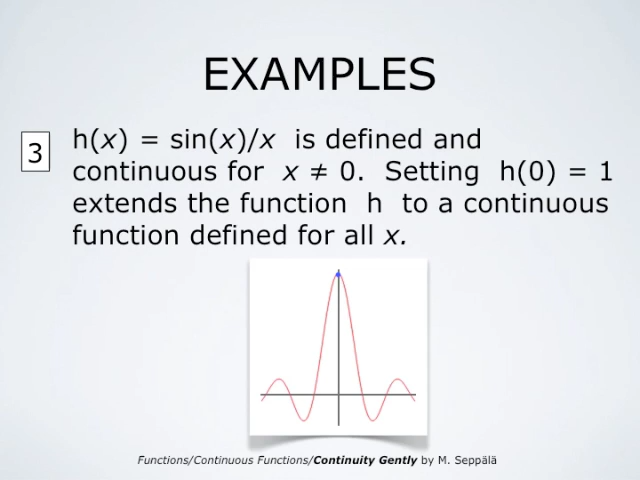 EXAMPLES
3
h(x) = sin(x)/x is defined and
continuous for x ≠ 0. Setting h(0) = 1
extends the function h to a continuous
function defined for all x.
Functions/Continuous Functions/Continuity Gently by M. Seppälä